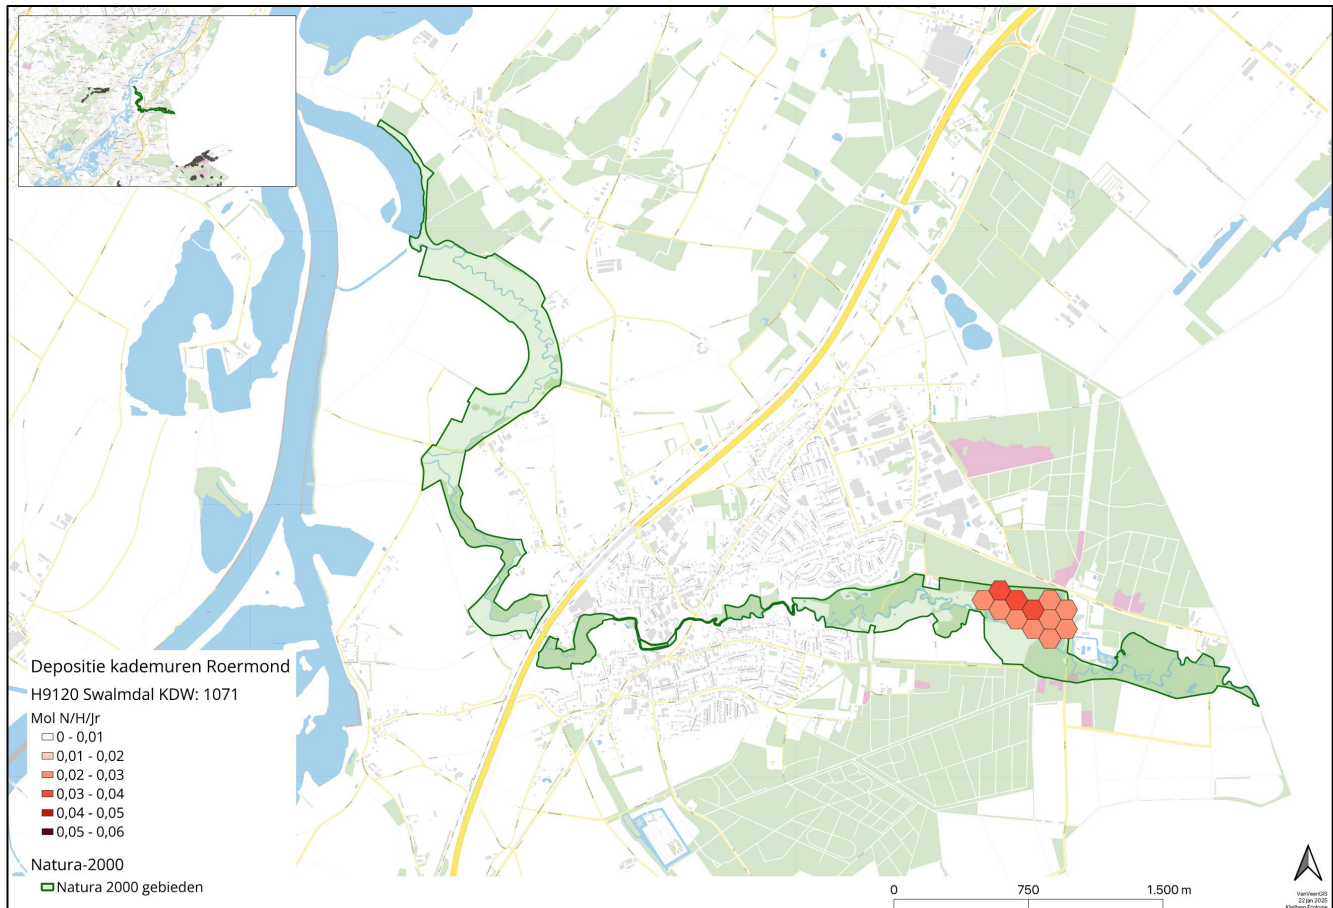 Depositie kademuren Roermond
H9120 Swalmdal KDW: 1071
Mol N/H/Jr
0 - 0,01
0,01 - 0,02
0,02 - 0,03
0,03 - 0,04
0,04 - 0,05
0,05 - 0,06
Natura-2000
Natura 2000 gebieden
0 750 1.500 m
VanVeenGIS
22 jan 2025